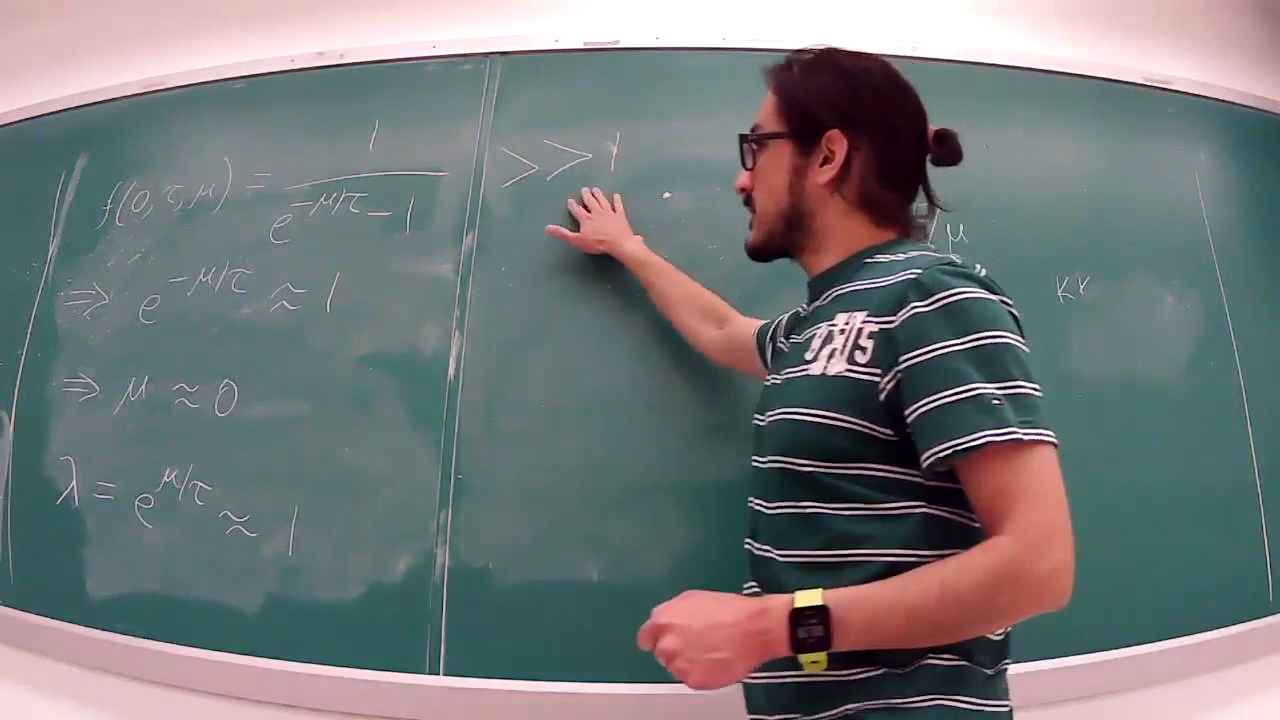 f(0, τ, μ) = 1 / (e^{-μ/τ} - 1) >> 1
⇒ e^{-μ/τ} ≈ 1
⇒ μ ≈ 0
λ = e^{μ/τ} ≈ 1
/μ